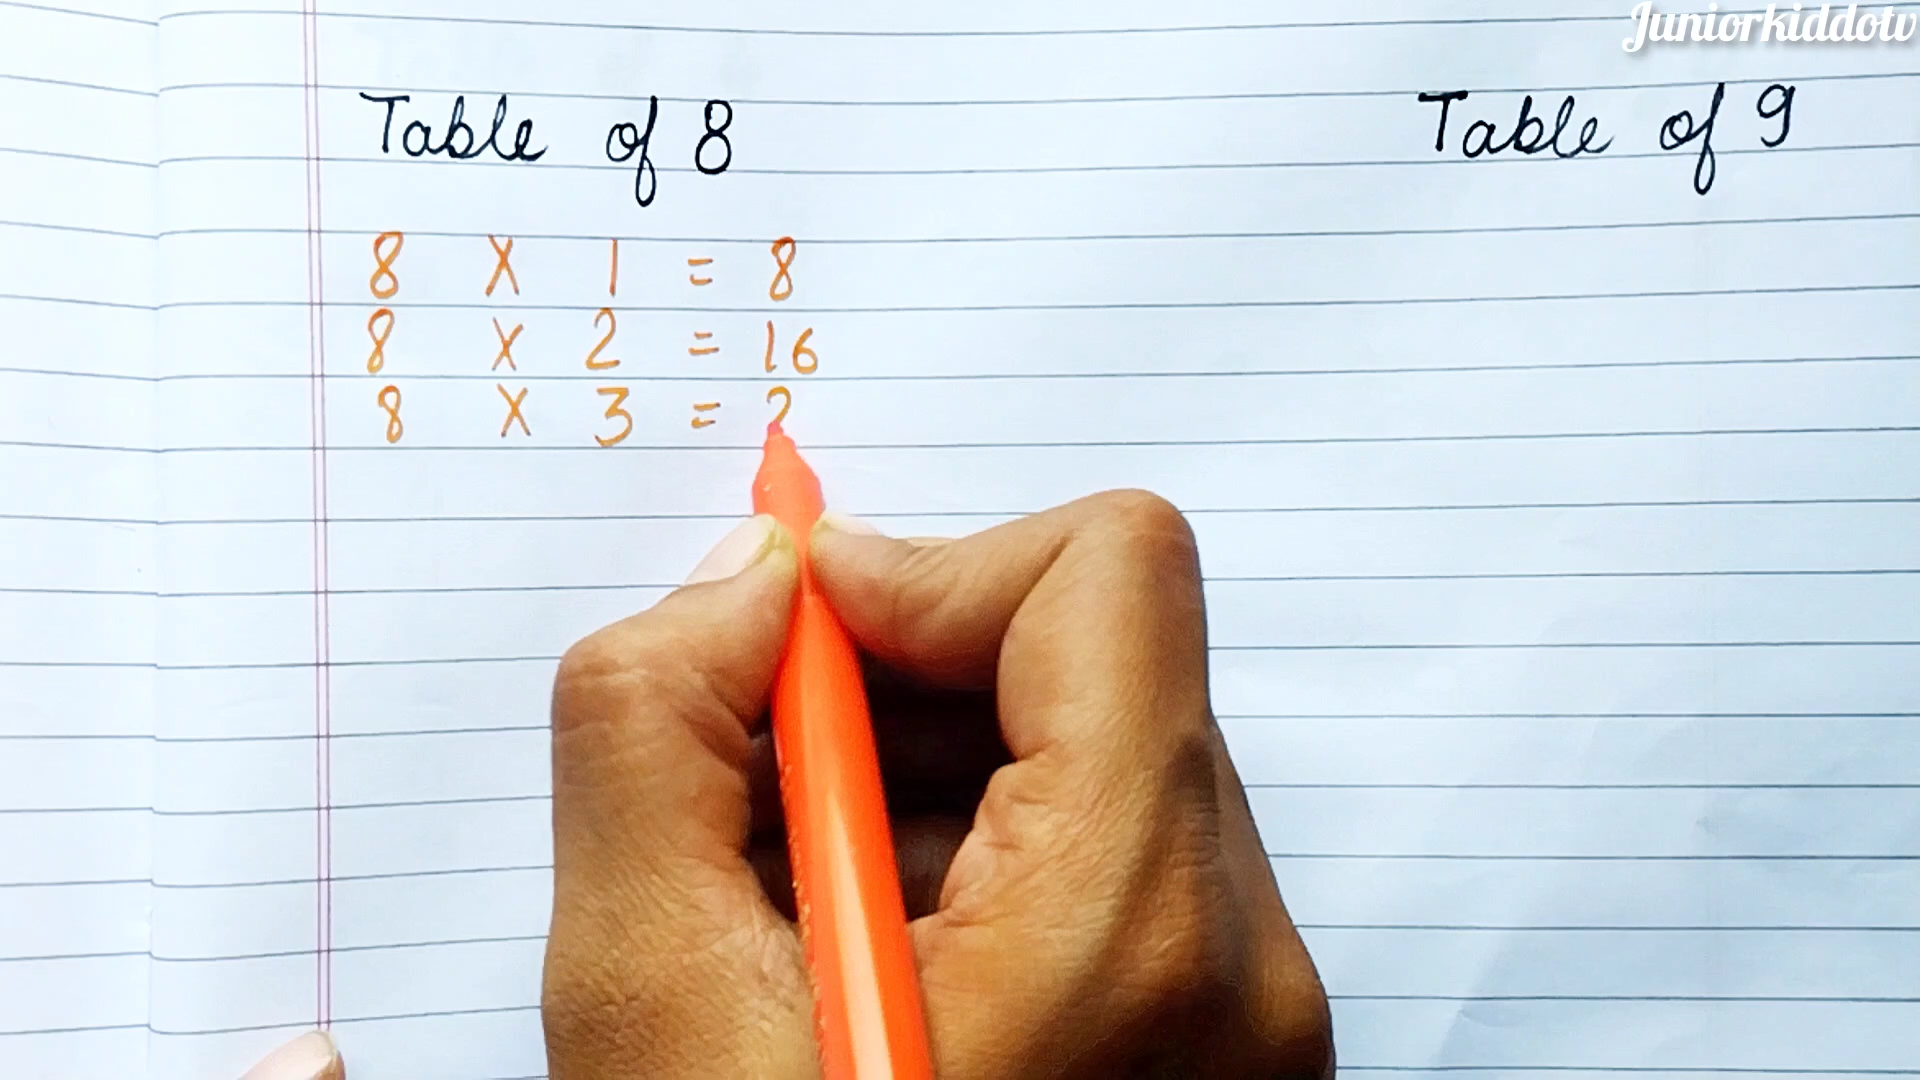 Juniorkiddotv
Table of 8
Table of 9
8 X 1 = 8
8 X 2 = 16
8 X 3 = 2